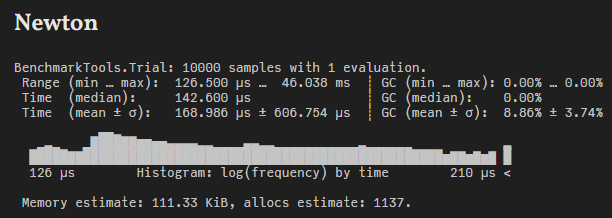 Newton
BenchmarkTools.Trial: 10000 samples with 1 evaluation.
Range (min … max): 126.500 μs … 46.038 ms ┊ GC (min … max): 0.00% … 0.00%
Time (median): 142.600 μs ┊ GC (median): 0.00%
Time (mean ± σ): 168.986 μs ± 606.754 μs ┊ GC (mean ± σ): 8.86% ± 3.74%
126 μs Histogram: log(frequency) by time 210 μs <
Memory estimate: 111.33 KiB, allocs estimate: 1137.